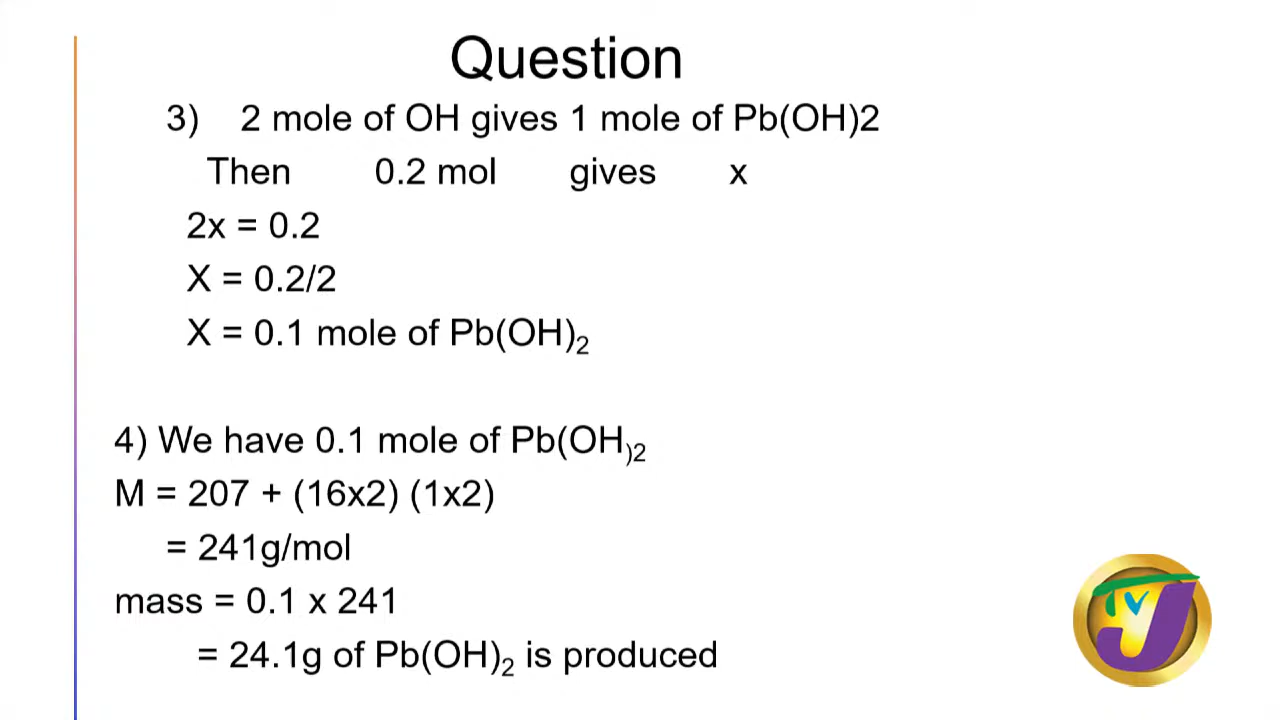 Question
3) 2 mole of OH gives 1 mole of Pb(OH)2
Then 0.2 mol gives x
2x = 0.2
X = 0.2/2
X = 0.1 mole of Pb(OH)₂
4) We have 0.1 mole of Pb(OH₎₂
M = 207 + (16x2) (1x2)
= 241g/mol
mass = 0.1 x 241
= 24.1g of Pb(OH)₂ is produced
TVJ